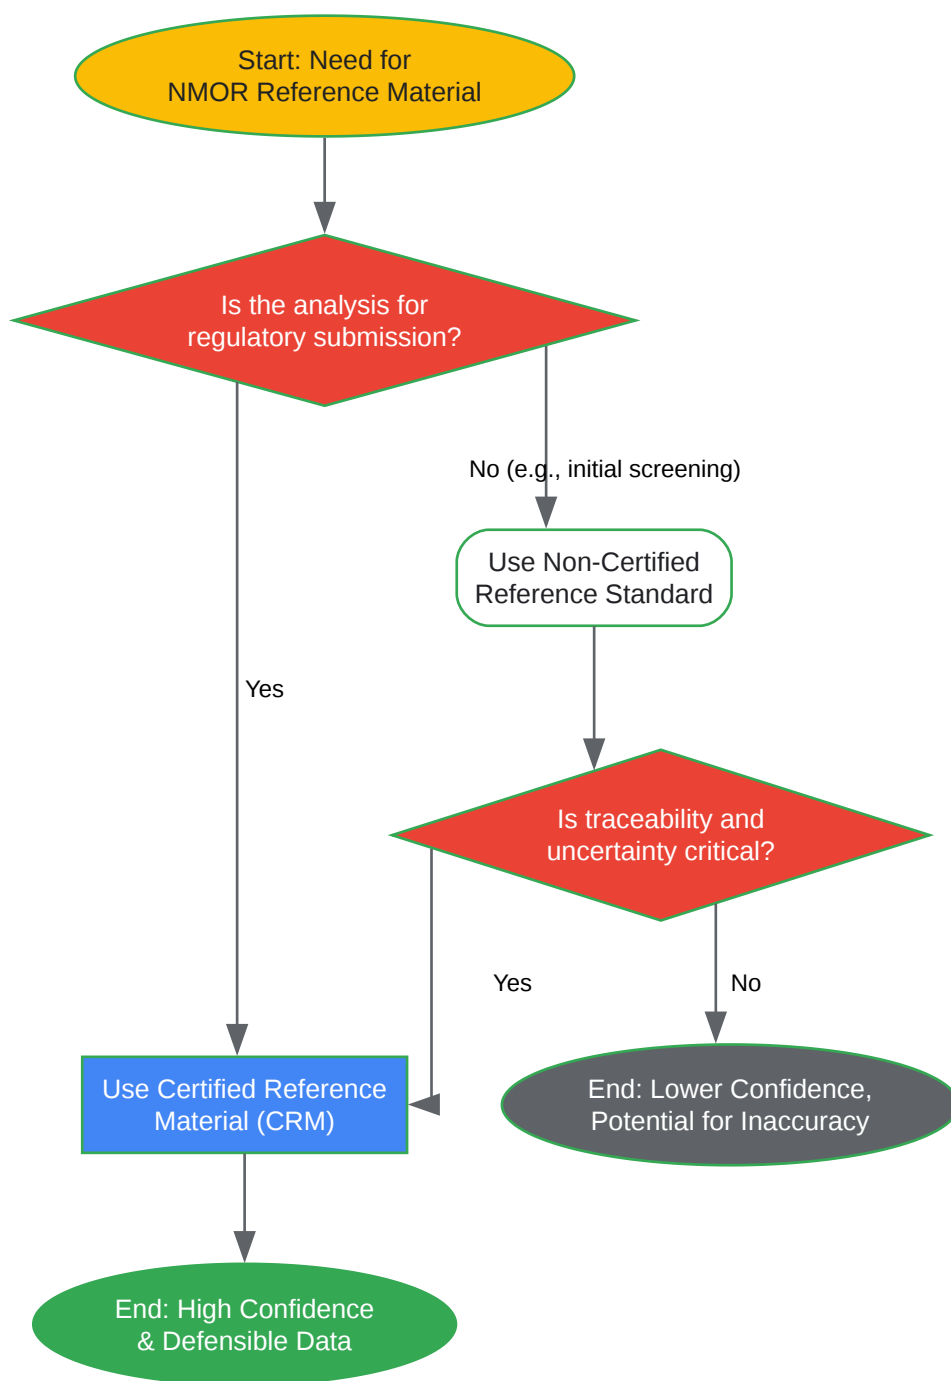 Start: Need for
NMOR Reference Material
Is the analysis for
regulatory submission?
No (e.g., initial screening)
Use Non-Certified
Reference Standard
Yes
Is traceability and
uncertainty critical?
Yes
No
Use Certified Reference
Material (CRM)
End: Lower Confidence,
Potential for Inaccuracy
End: High Confidence
& Defensible Data